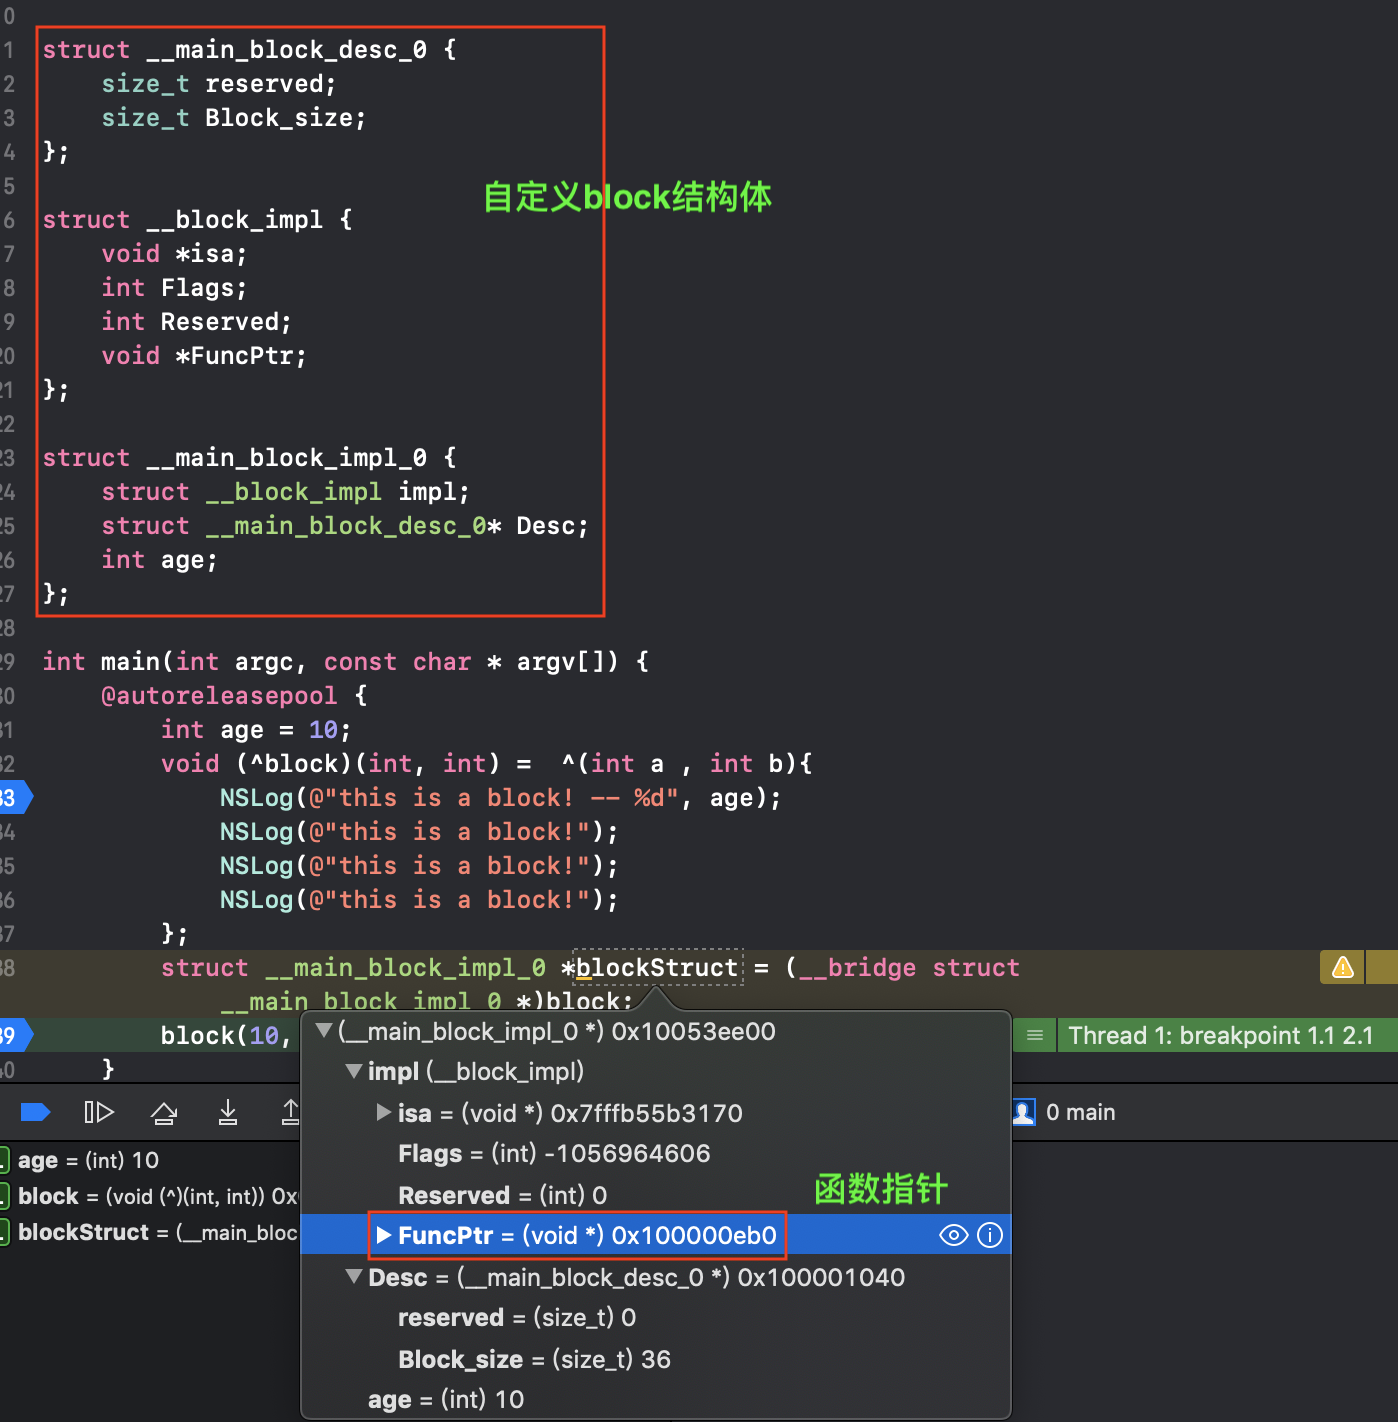 0
1 struct __main_block_desc_0 {
2 size_t reserved;
3 size_t Block_size;
4 };
5
自定义block结构体
6 struct __block_impl {
7 void *isa;
8 int Flags;
9 int Reserved;
20 void *FuncPtr;
21 };
22
23 struct __main_block_impl_0 {
24 struct __block_impl impl;
25 struct __main_block_desc_0* Desc;
26 int age;
27 };
28
29 int main(int argc, const char * argv[]) {
30 @autoreleasepool {
31 int age = 10;
32 void (^block)(int, int) =  ^(int a , int b){
33 NSLog(@"this is a block! -- %d", age);
34 NSLog(@"this is a block!");
35 NSLog(@"this is a block!");
36 NSLog(@"this is a block!");
37 };
38 struct __main_block_impl_0 *blockStruct = (__bridge struct
__main_block_impl_0 *)block;
39 block(10, Thread 1: breakpoint 1.1 2.1
40 }
0 main
age = (int) 10
block = (void (^)(int, int)) 0x
blockStruct = (__main_bloc
(__main_block_impl_0 *) 0x10053ee00
impl (__block_impl)
isa = (void *) 0x7fffb55b3170
Flags = (int) -1056964606
函数指针
Reserved = (int) 0
FuncPtr = (void *) 0x100000eb0
Desc = (__main_block_desc_0 *) 0x100001040
reserved = (size_t) 0
Block_size = (size_t) 36
age = (int) 10